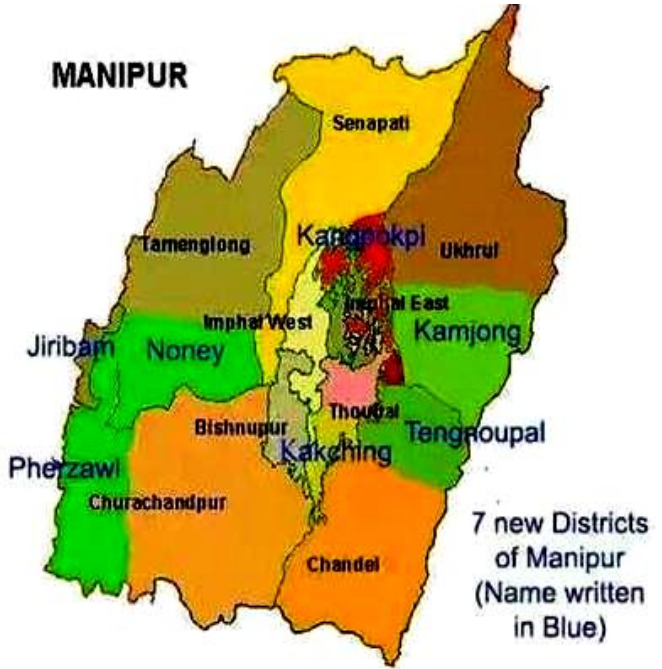 MANIPUR
Senapati
Kangpokpi
Tamenglong
Ukhrul
Imphal East
Imphal West
Kamjong
Jiribam
Noney
Thoubal
Bishnupur
Tengnoupal
Kakching
Pherzawl
Churachandpur
7 new Districts
of Manipur
(Name written
in Blue)
Chandel